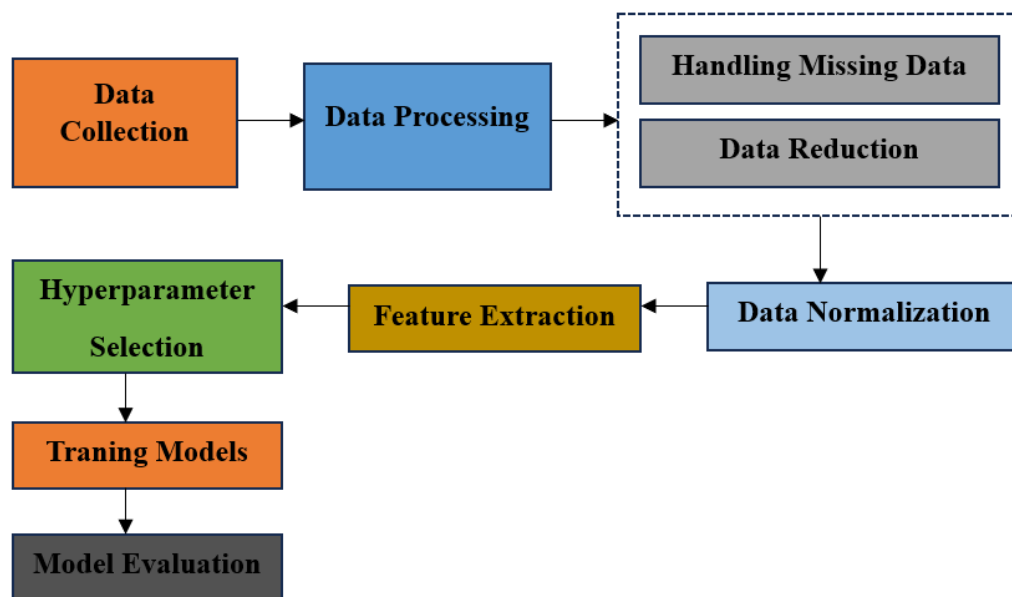 Data
Collection
Data Processing
Handling Missing Data
Data Reduction
Data Normalization
Feature Extraction
Hyperparameter
Selection
Traning Models
Model Evaluation